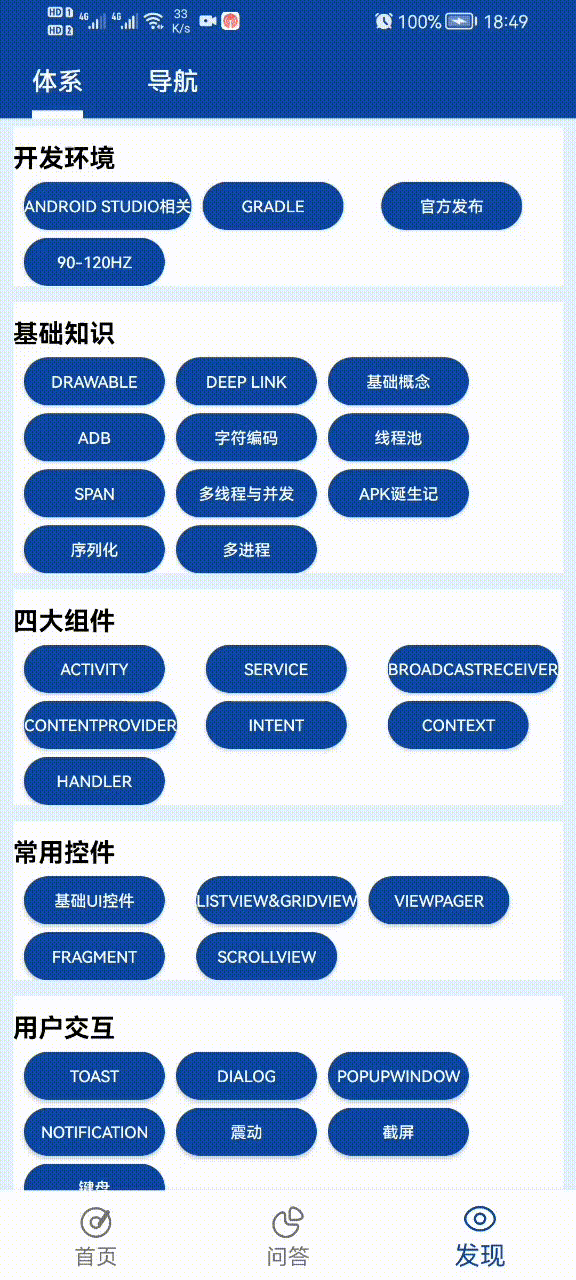 HD 1 4G 4G 33 K/s 100% 18:49
HD 2
体系 导航
开发环境
ANDROID STUDIO相关 GRADLE 官方发布
90-120HZ
基础知识
DRAWABLE DEEP LINK 基础概念
ADB 字符编码 线程池
SPAN 多线程与并发 APK诞生记
序列化 多进程
四大组件
ACTIVITY SERVICE BROADCASTRECEIVER
CONTENTPROVIDER INTENT CONTEXT
HANDLER
常用控件
基础UI控件 LISTVIEW&GRIDVIEW VIEWPAGER
FRAGMENT SCROLLVIEW
用户交互
TOAST DIALOG POPUPWINDOW
NOTIFICATION 震动 截屏
键盘
首页 问答 发现